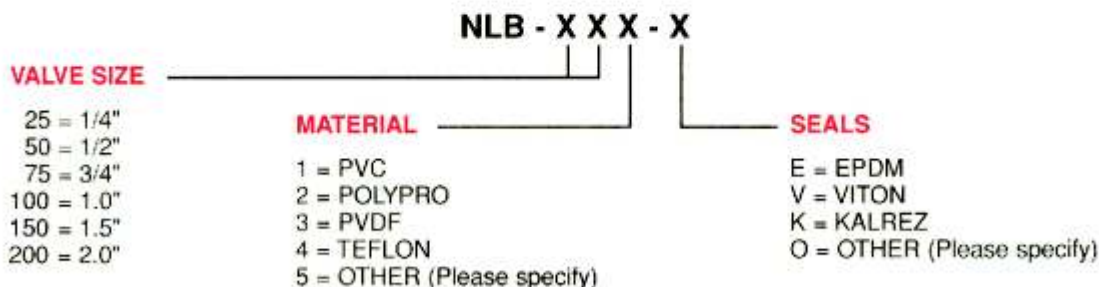 NLB - X X X - X
VALVE SIZE
25 = 1/4"
50 = 1/2"
75 = 3/4"
100 = 1.0"
150 = 1.5"
200 = 2.0"
MATERIAL
1 = PVC
2 = POLYPRO
3 = PVDF
4 = TEFLON
5 = OTHER (Please specify)
SEALS
E = EPDM
V = VITON
K = KALREZ
O = OTHER (Please specify)